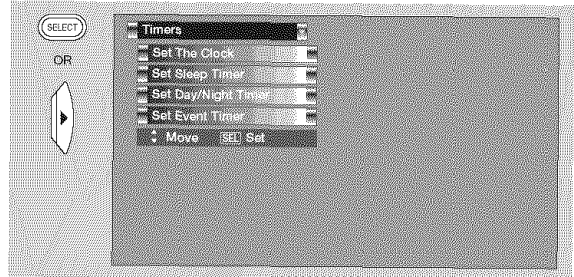 SELECT
OR
Timers
Set The Clock
Set Sleep Timer
Set Day/Night Timer
Set Event Timer
Move SEL Set